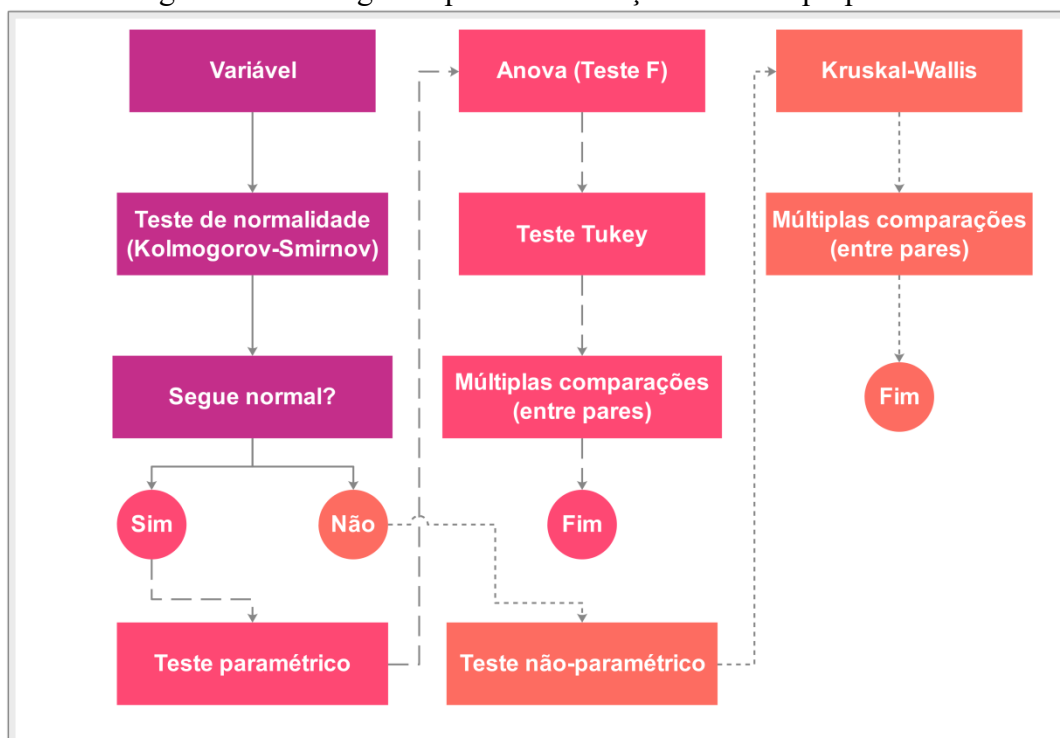 Variável
Teste de normalidade
(Kolmogorov-Smirnov)
Segue normal?
Sim
Não
Teste paramétrico
Anova (Teste F)
Teste Tukey
Múltiplas comparações
(entre pares)
Fim
Teste não-paramétrico
Kruskal-Wallis
Múltiplas comparações
(entre pares)
Fim